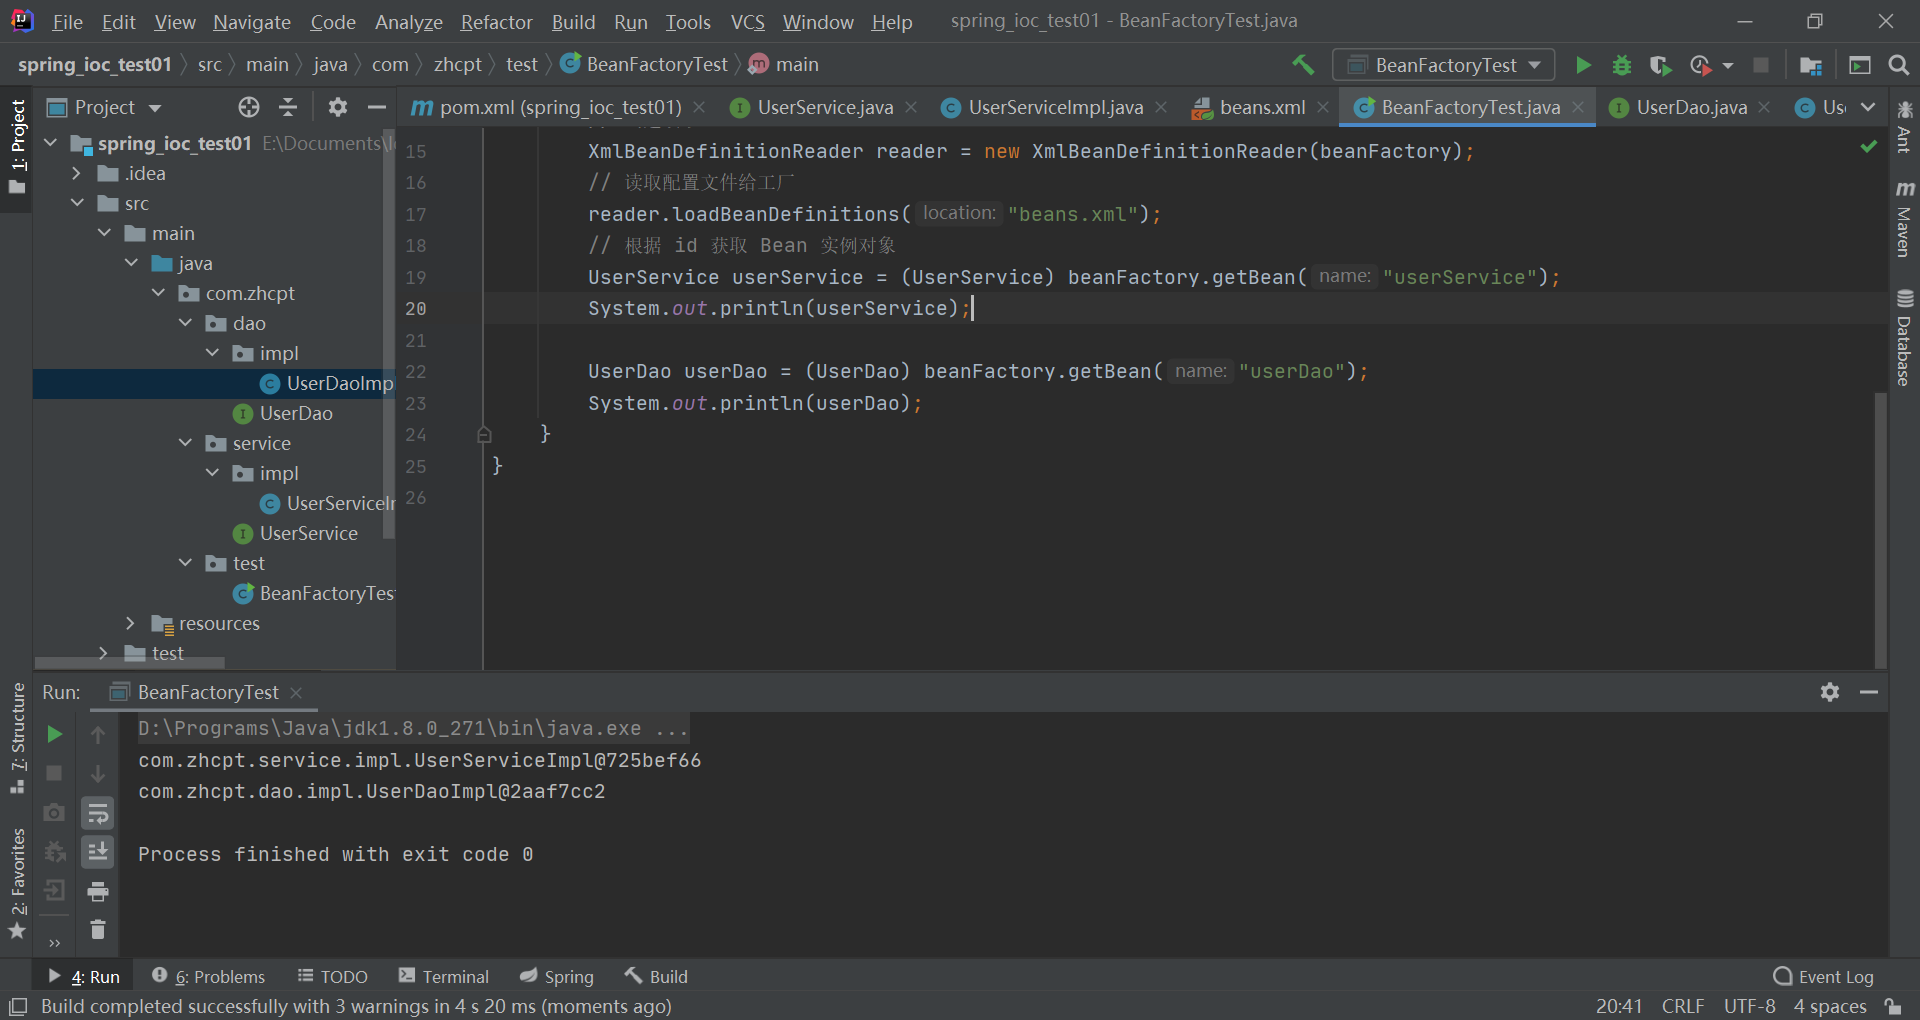 File Edit View Navigate Code Analyze Refactor Build Run Tools VCS Window Help spring_ioc_test01 - BeanFactoryTest.java
spring_ioc_test01 src main java com zhcpt test BeanFactoryTest main BeanFactoryTest
Project
pom.xml (spring_ioc_test01) UserService.java UserServiceImpl.java beans.xml BeanFactoryTest.java UserDao.java Us
1: Project
7: Structure
2: Favorites
spring_ioc_test01 E:\Documents\I
.idea
src
main
java
com.zhcpt
dao
impl
UserDaoImp
UserDao
service
impl
UserServiceIr
UserService
test
BeanFactoryTes
resources
test
15 XmlBeanDefinitionReader reader = new XmlBeanDefinitionReader(beanFactory);
16 // 读取配置文件给工厂
17 reader.loadBeanDefinitions( location: "beans.xml");
18 // 根据 id 获取 Bean 实例对象
19 UserService userService = (UserService) beanFactory.getBean( name: "userService");
20 System.out.println(userService);
21
22 UserDao userDao = (UserDao) beanFactory.getBean( name: "userDao");
23 System.out.println(userDao);
24 }
25 }
26
Ant
Maven
Database
Run: BeanFactoryTest
D:\Programs\Java\jdk1.8.0_271\bin\java.exe ...
com.zhcpt.service.impl.UserServiceImpl@725bef66
com.zhcpt.dao.impl.UserDaoImpl@2aaf7cc2
Process finished with exit code 0
4: Run 6: Problems TODO Terminal Spring Build Event Log
Build completed successfully with 3 warnings in 4 s 20 ms (moments ago) 20:41 CRLF UTF-8 4 spaces